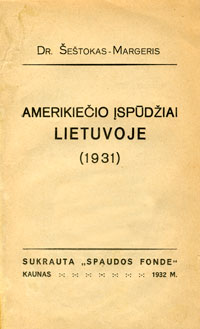 Dr. Šeštokas-Margeris
AMERIKIEČIO ĮSPŪDŽIAI
LIETUVOJE
(1931)
SUKRAUTA „SPAUDOS FONDE“
KAUNAS 1932 M.